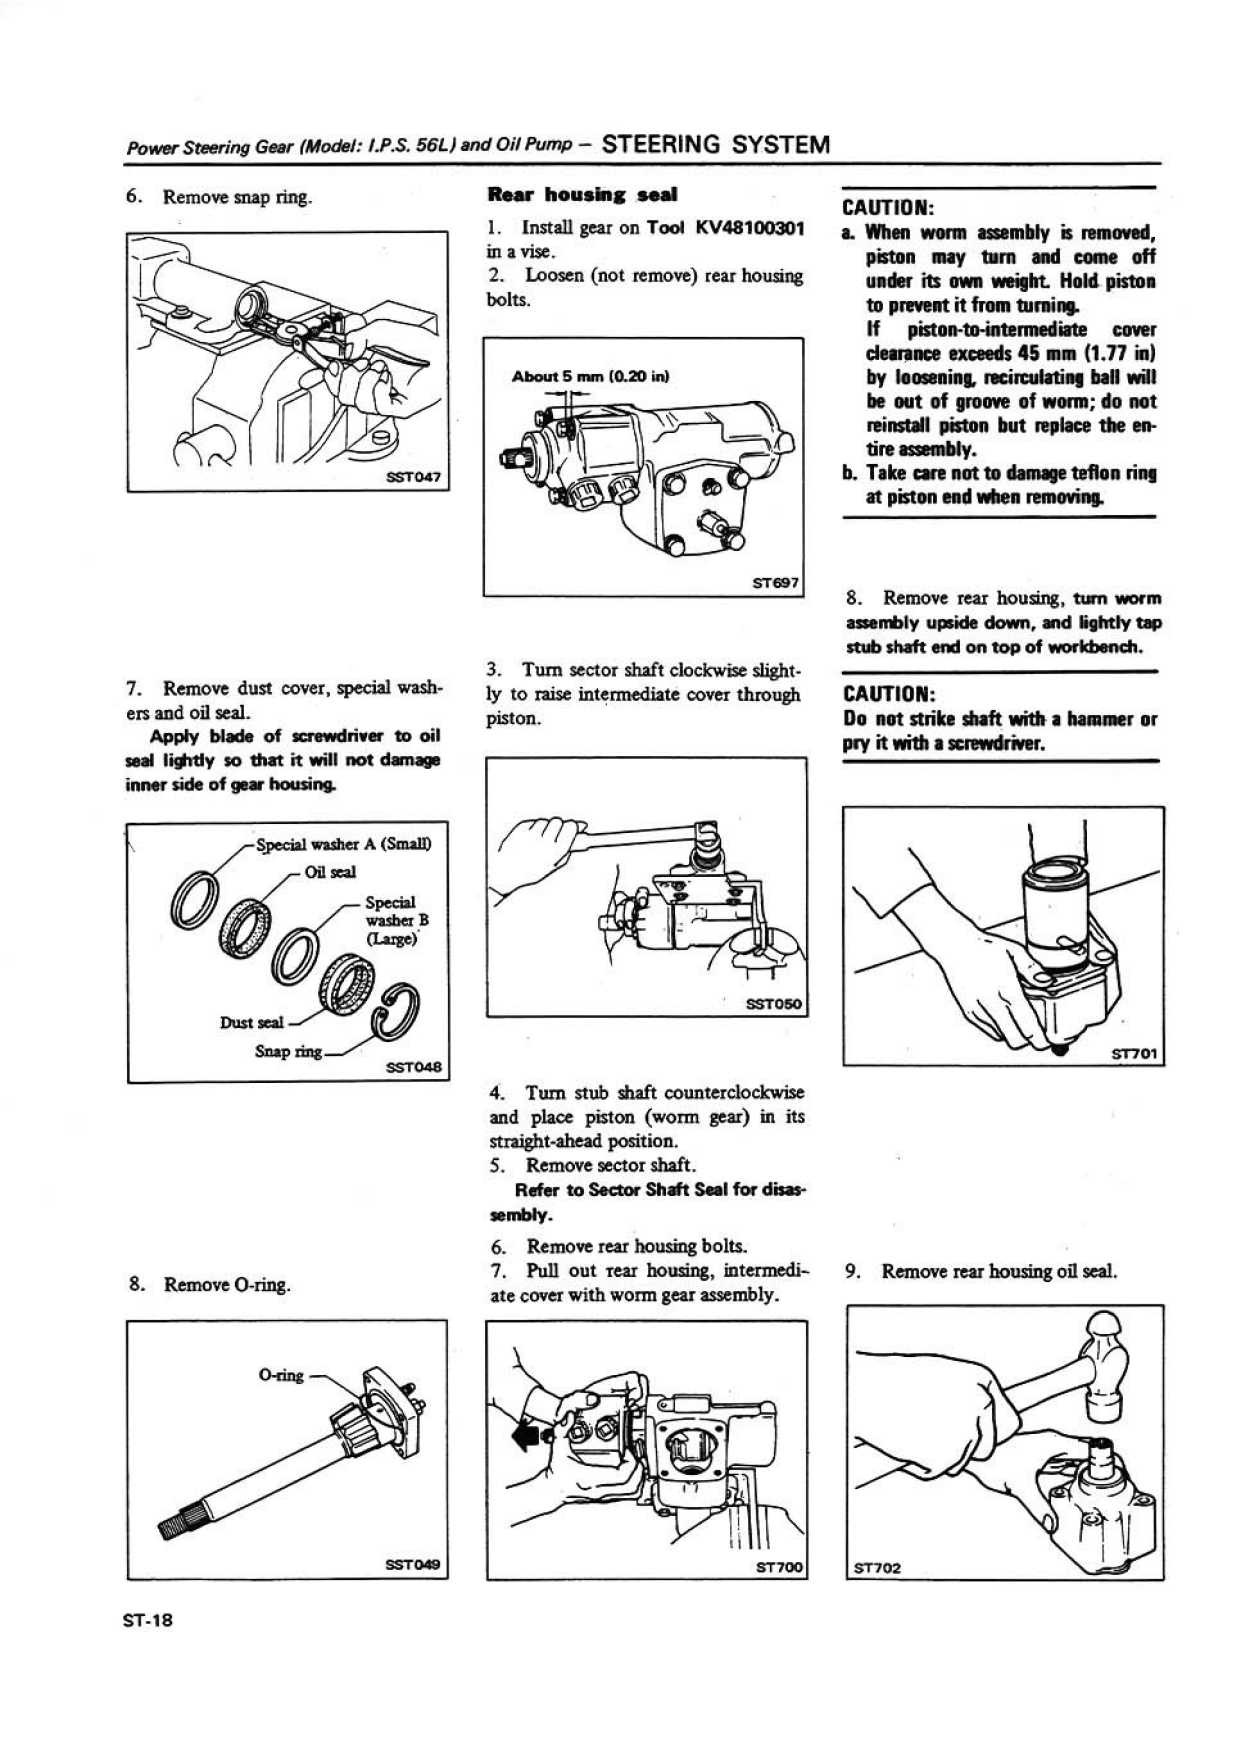 Power Steering Gear (Model: I.P.S. 56L) and Oil Pump — STEERING SYSTEM
6. Remove snap ring.
SST047
7. Remove dust cover, special wash-
ers and oil seal.
Apply blade of screwdriver to oil
seal lightly so that it will not damage
inner side of gear housing.
Special washer A (Small)
Oil seal
Special
washer B
(Large)
Dust seal
Snap ring
SST048
8. Remove O-ring.
O-ring
SST049
Rear housing seal
1. Install gear on Tool KV48100301
in a vise.
2. Loosen (not remove) rear housing
bolts.
About 5 mm (0.20 in)
ST697
3. Turn sector shaft clockwise slight-
ly to raise intermediate cover through
piston.
SST050
4. Turn stub shaft counterclockwise
and place piston (worm gear) in its
straight-ahead position.
5. Remove sector shaft.
Refer to Sector Shaft Seal for disas-
sembly.
6. Remove rear housing bolts.
7. Pull out rear housing, intermedi-
ate cover with worm gear assembly.
ST700
CAUTION:
a. When worm assembly is removed,
piston may turn and come off
under its own weight. Hold piston
to prevent it from turning.
If piston-to-intermediate cover
clearance exceeds 45 mm (1.77 in)
by loosening, recirculating ball will
be out of groove of worm; do not
reinstall piston but replace the en-
tire assembly.
b. Take care not to damage teflon ring
at piston end when removing.
8. Remove rear housing, turn worm
assembly upside down, and lightly tap
stub shaft end on top of workbench.
CAUTION:
Do not strike shaft with a hammer or
pry it with a screwdriver.
ST701
9. Remove rear housing oil seal.
ST702
ST-18